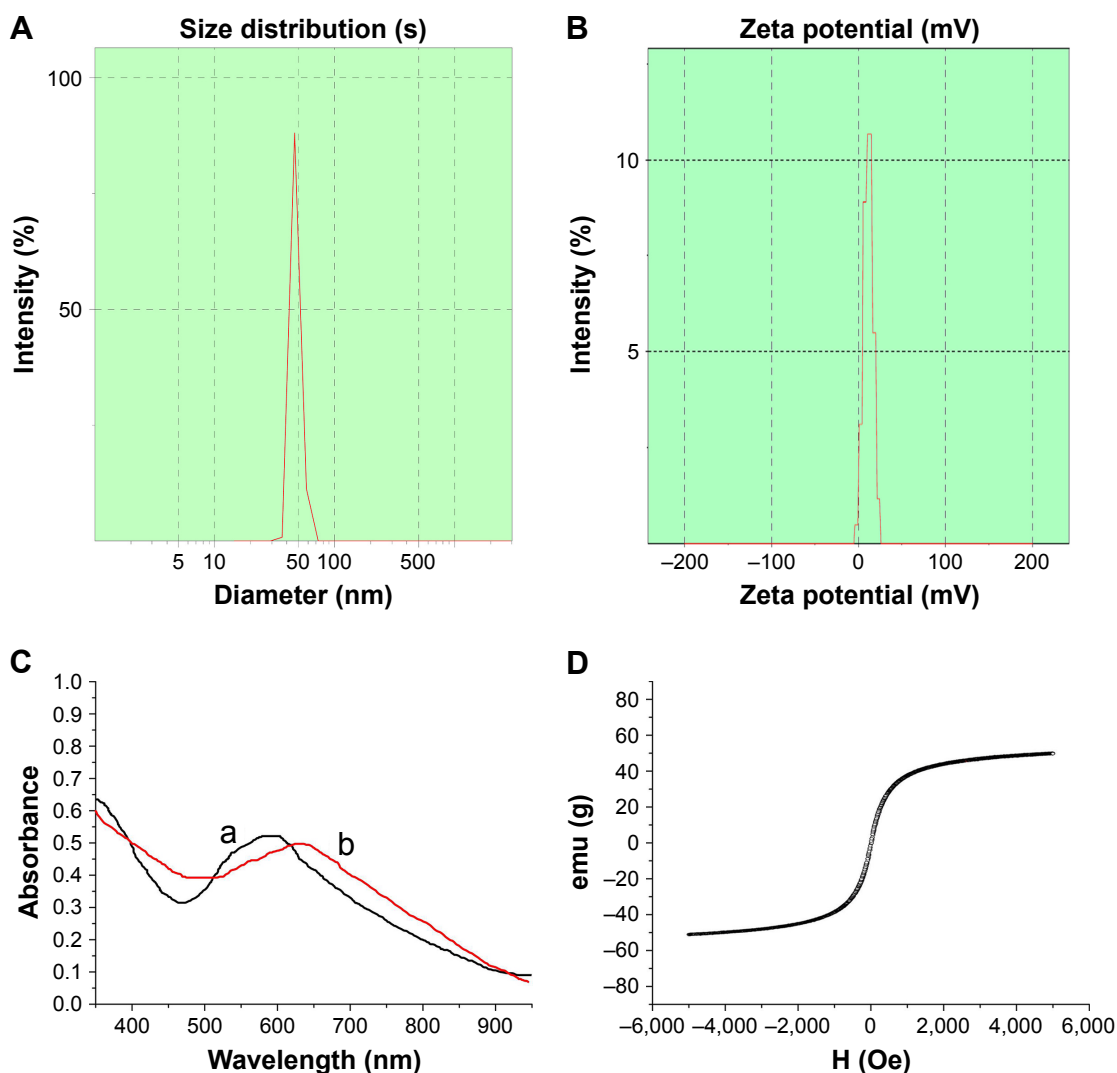 A
Size distribution (s)
100
50
Intensity (%)
5 10 50 100 500
Diameter (nm)
B
Zeta potential (mV)
10
5
Intensity (%)
–200 –100 0 100 200
Zeta potential (mV)
C
1.0
0.9
0.8
0.7
0.6
0.5
0.4
0.3
0.2
0.1
0.0
Absorbance
a
b
400 500 600 700 800 900
Wavelength (nm)
D
80
60
40
20
0
–20
–40
–60
–80
emu (g)
–6,000 –4,000 –2,000 0 2,000 4,000 6,000
H (Oe)